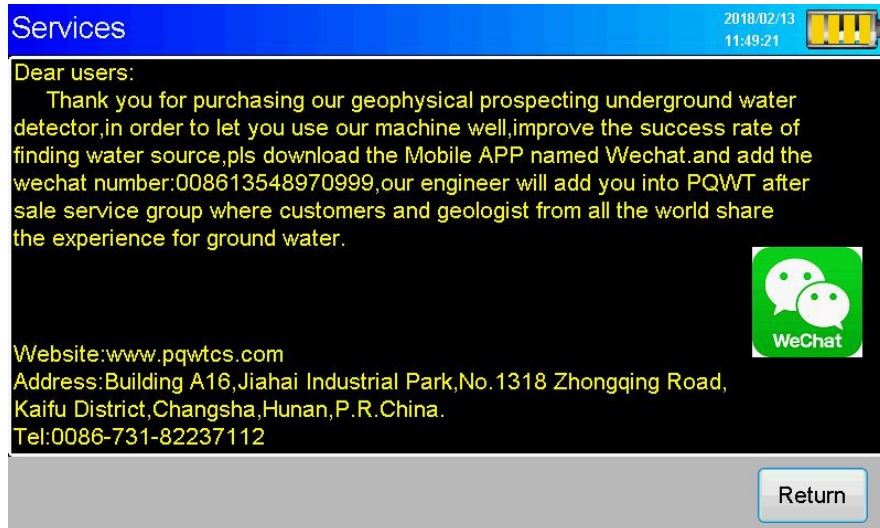 Services
2018/02/13
11:49:21
Dear users:
Thank you for purchasing our geophysical prospecting underground water
detector,in order to let you use our machine well,improve the success rate of
finding water source,pls download the Mobile APP named Wechat.and add the
wechat number:008613548970999,our engineer will add you into PQWT after
sale service group where customers and geologist from all the world share
the experience for ground water.
WeChat
Website:www.pqwtcs.com
Address:Building A16,Jiahai Industrial Park,No.1318 Zhongqing Road,
Kaifu District,Changsha,Hunan,P.R.China.
Tel:0086-731-82237112
Return